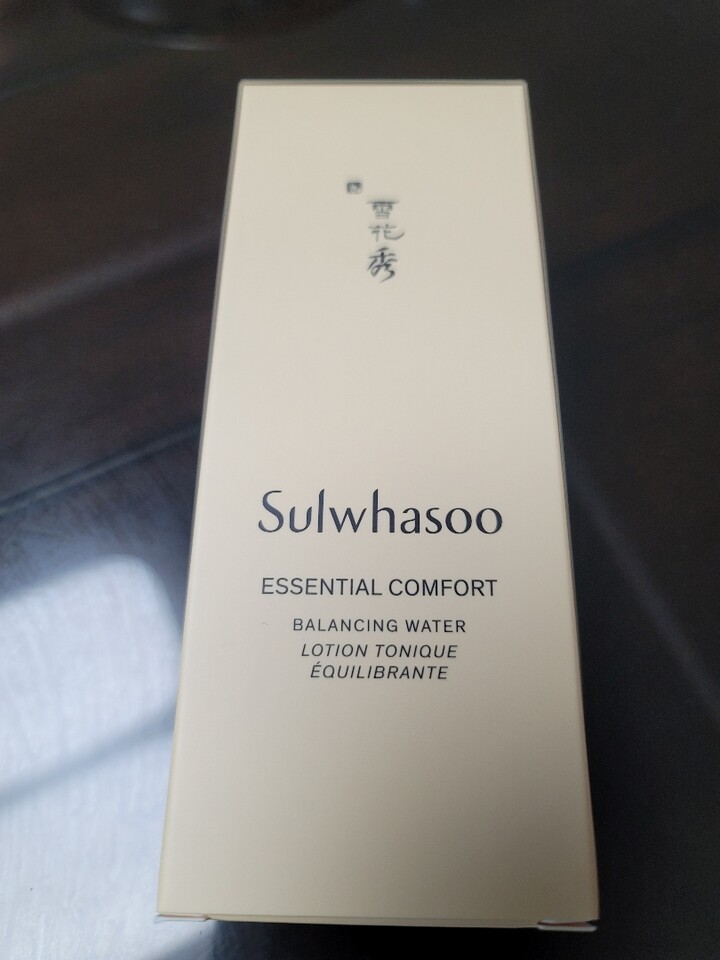 雪
花
秀
Sulwhasoo
ESSENTIAL COMFORT
BALANCING WATER
LOTION TONIQUE
ÉQUILIBRANTE